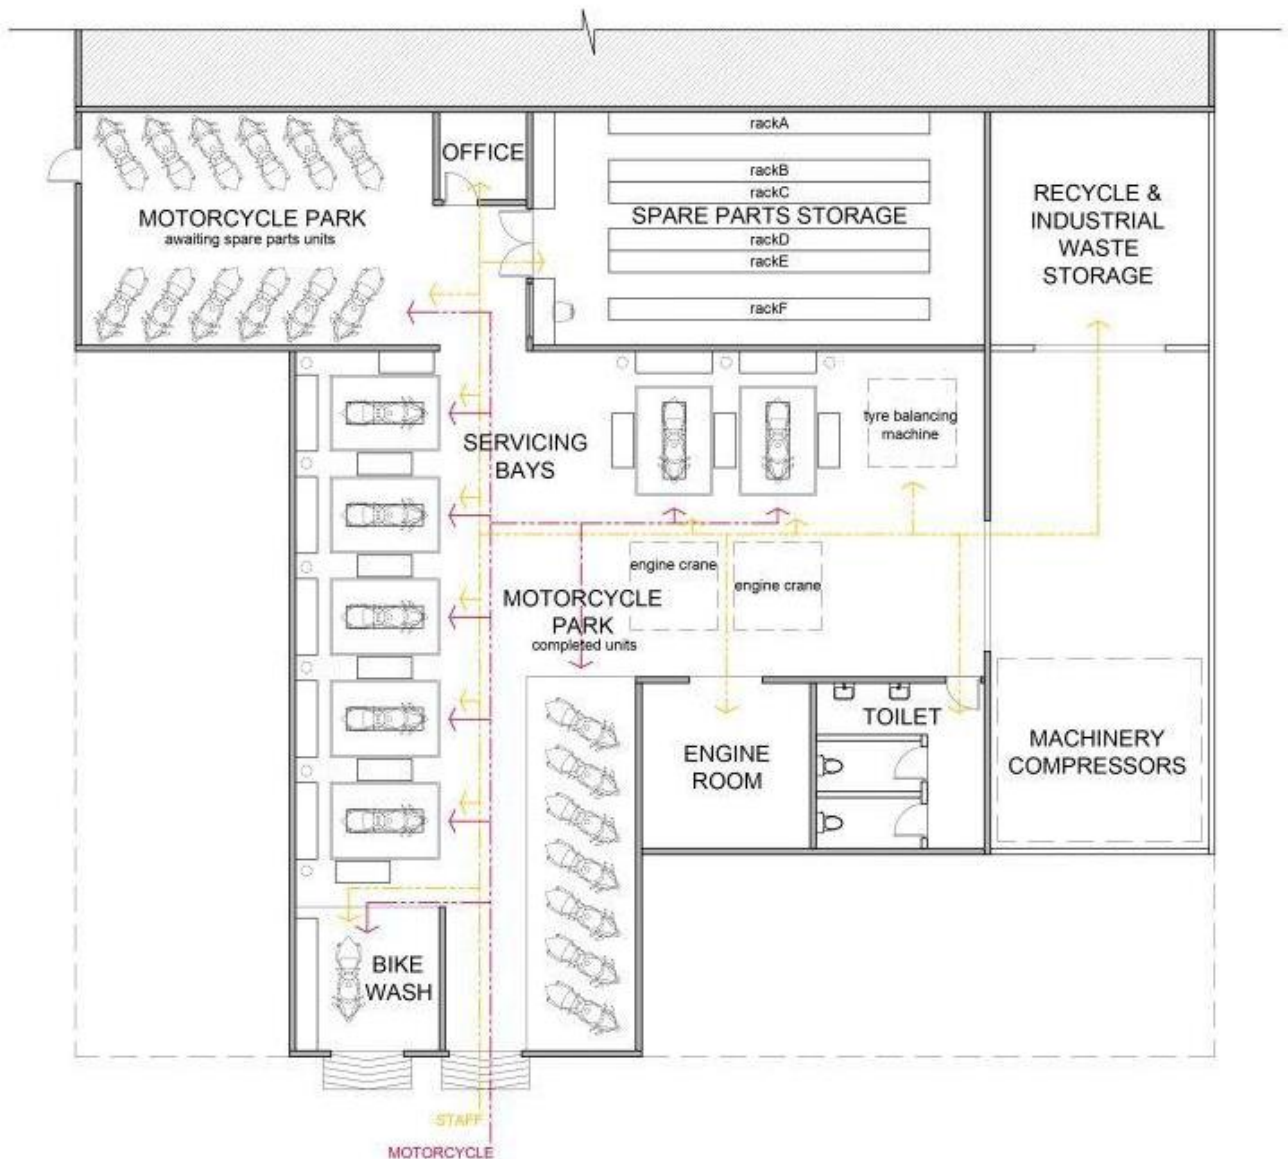 OFFICE
MOTORCYCLE PARK
awaiting spare parts units
rackA
rackB
rackC
SPARE PARTS STORAGE
rackD
rackE
rackF
RECYCLE &
INDUSTRIAL
WASTE
STORAGE
SERVICING
BAYS
tyre balancing
machine
engine crane
engine crane
MOTORCYCLE
PARK
completed units
ENGINE
ROOM
TOILET
MACHINERY
COMPRESSORS
BIKE
WASH
STAFF
MOTORCYCLE